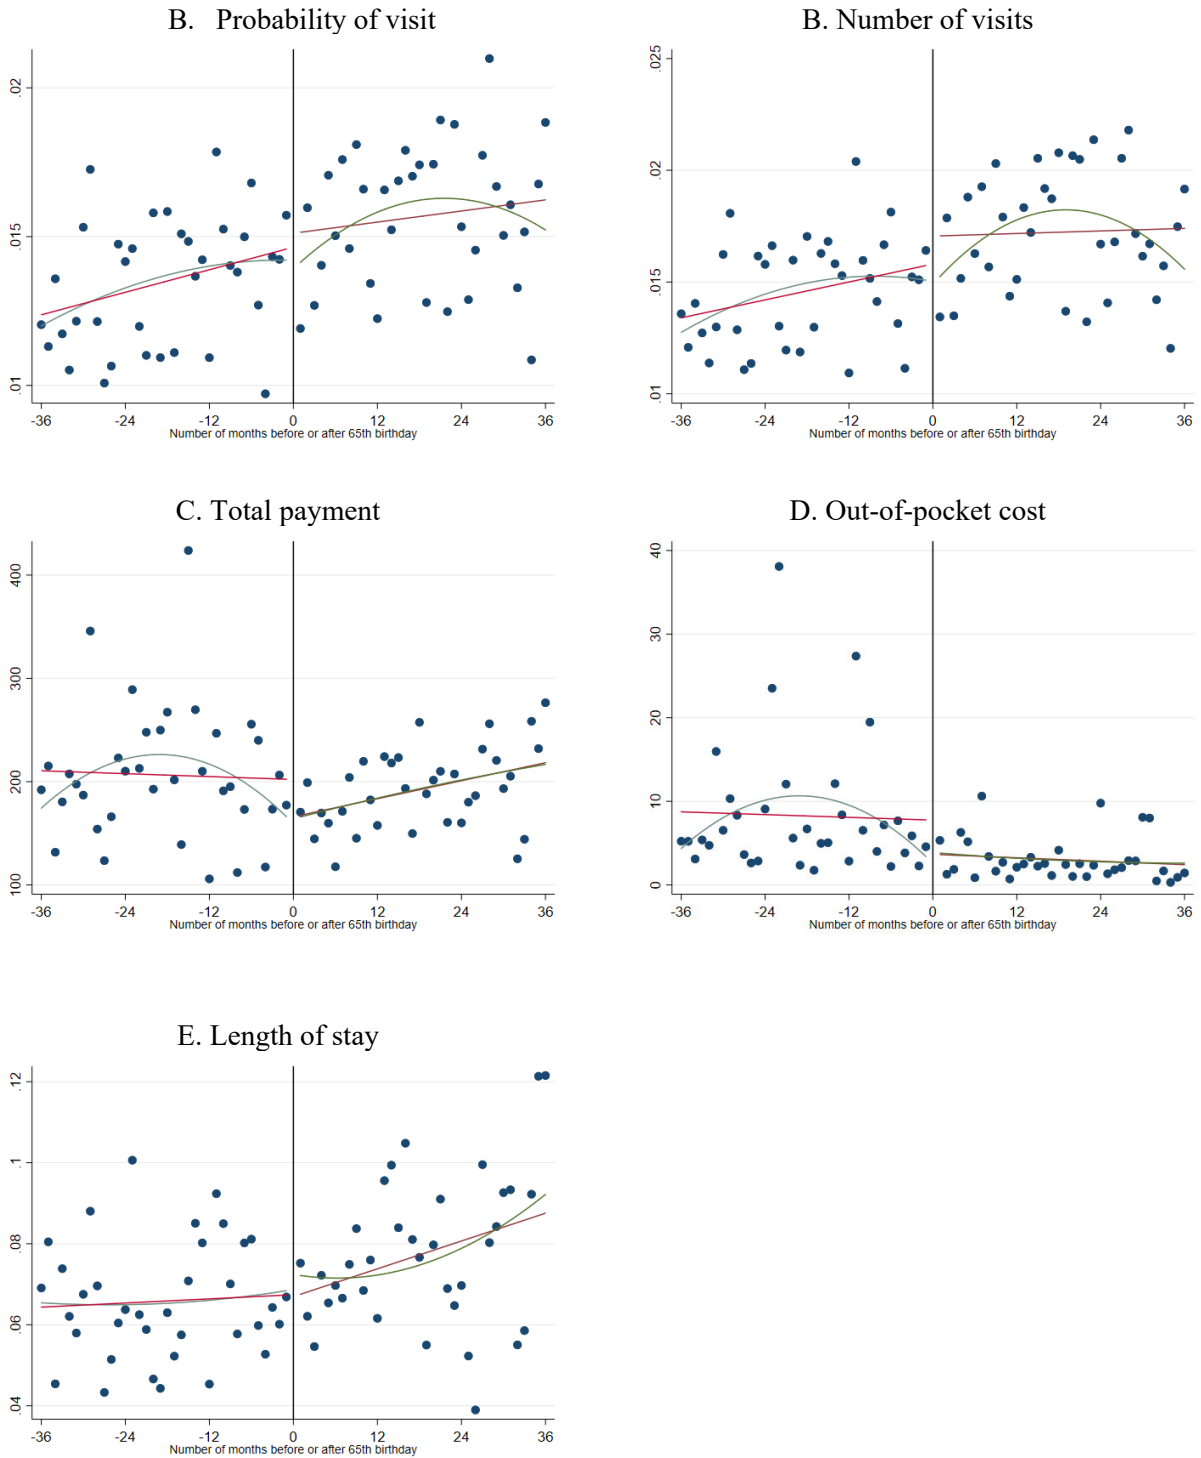 B. Probability of visit
.02
.015
.01
-36 -24 -12 0 12 24 36
Number of months before or after 65th birthday
B. Number of visits
.025
.02
.015
.01
-36 -24 -12 0 12 24 36
Number of months before or after 65th birthday
C. Total payment
400
300
200
100
-36 -24 -12 0 12 24 36
Number of months before or after 65th birthday
D. Out-of-pocket cost
40
30
20
10
0
-36 -24 -12 0 12 24 36
Number of months before or after 65th birthday
E. Length of stay
.12
.1
.08
.06
.04
-36 -24 -12 0 12 24 36
Number of months before or after 65th birthday